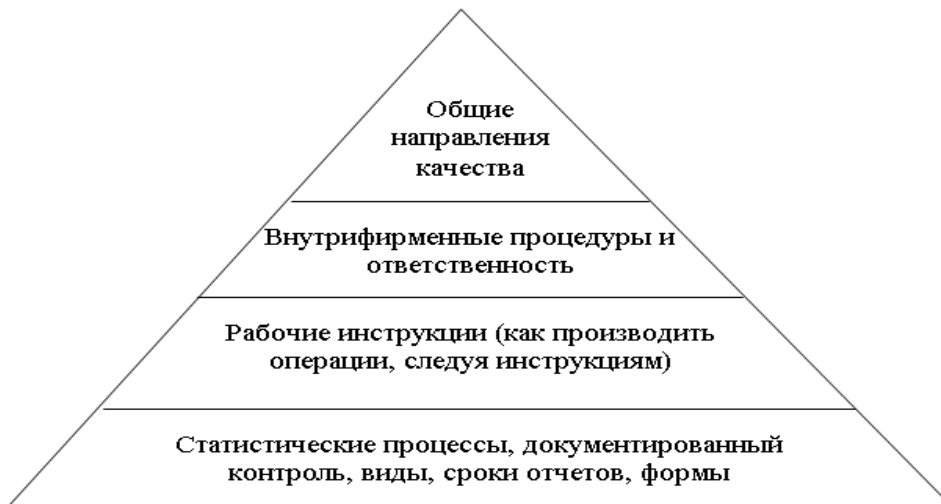 Общие
направления
качества
Внутрифирменные процедуры и
ответственность
Рабочие инструкции (как производить
операции, следуя инструкциям)
Статистические процессы, документированный
контроль, виды, сроки отчетов, формы